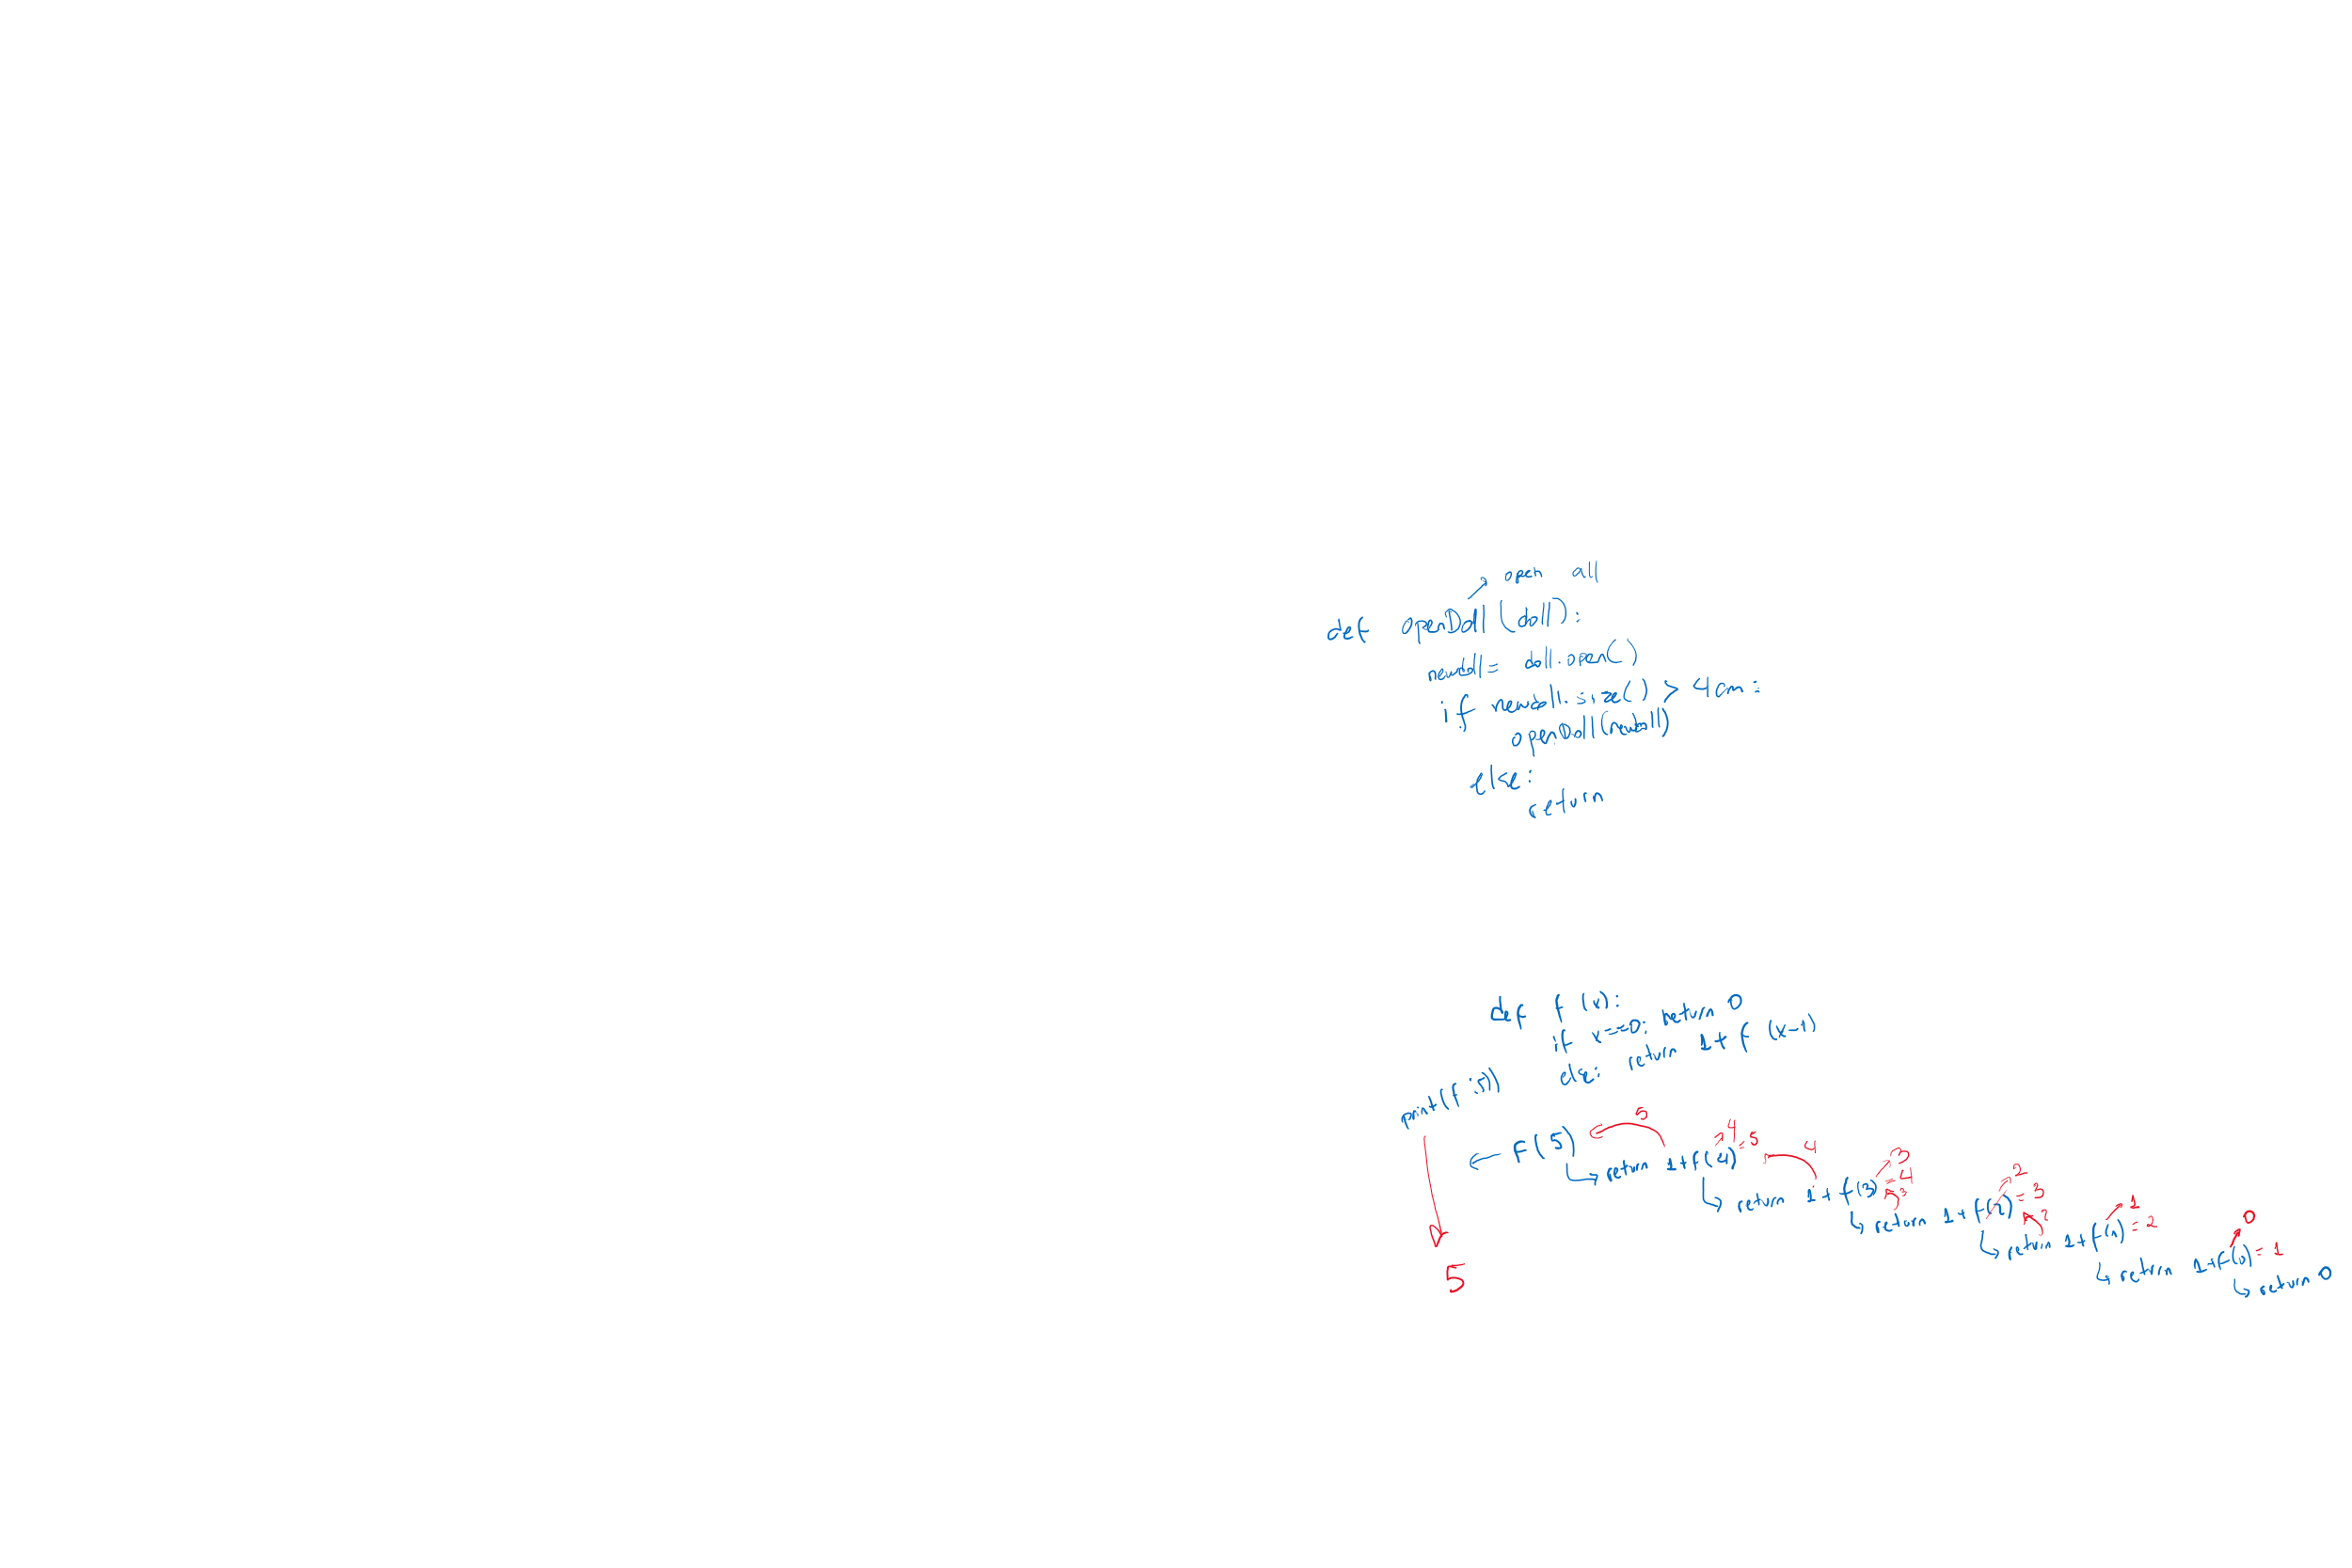 open all
def openDoll(doll):
newdoll = doll.open()
if newdoll.size() > 4cm:
openDoll(newdoll)
else:
return
def f (x):
if x==0: return 0
else: return 1+ f (x-1)
print(f(5))
5
F(5)
return 1+f(4) = 5
4
4
return 1+ f(3) = 4
3
3
return 1+f(2) = 3
2
2
return 1+f(1) = 2
1
return 1+f(0) = 1
0
return 0
5